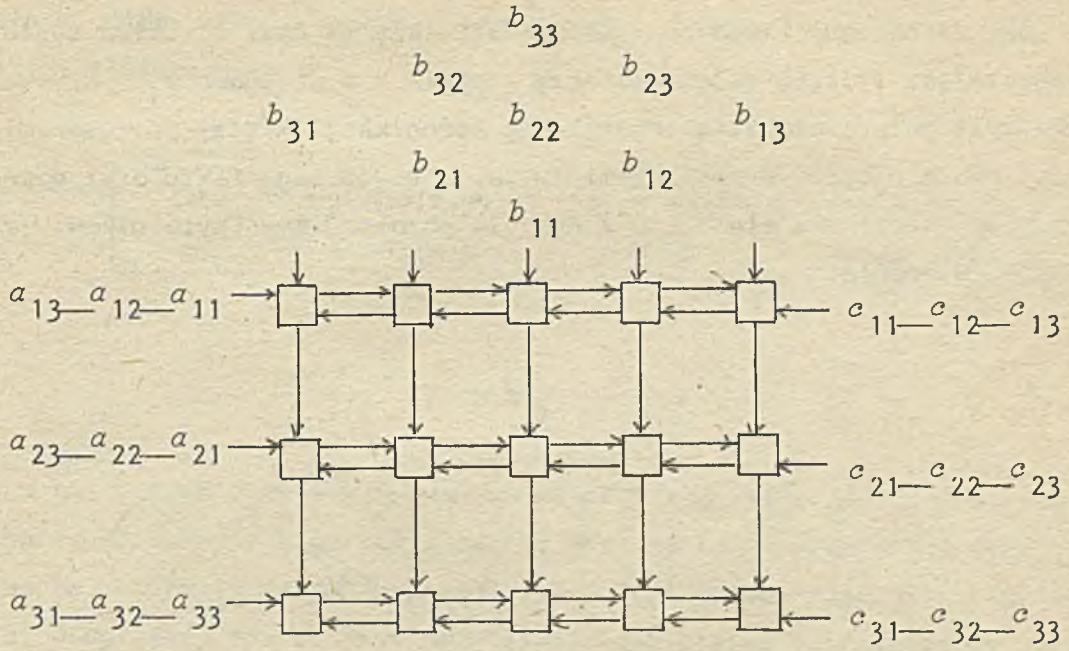 b33
b32 b23
b31 b22 b13
b21 b12
b11
a13—a12—a11 c11—c12—c13
a23—a22—a21 c21—c22—c23
a31—a32—a33 c31—c32—c33